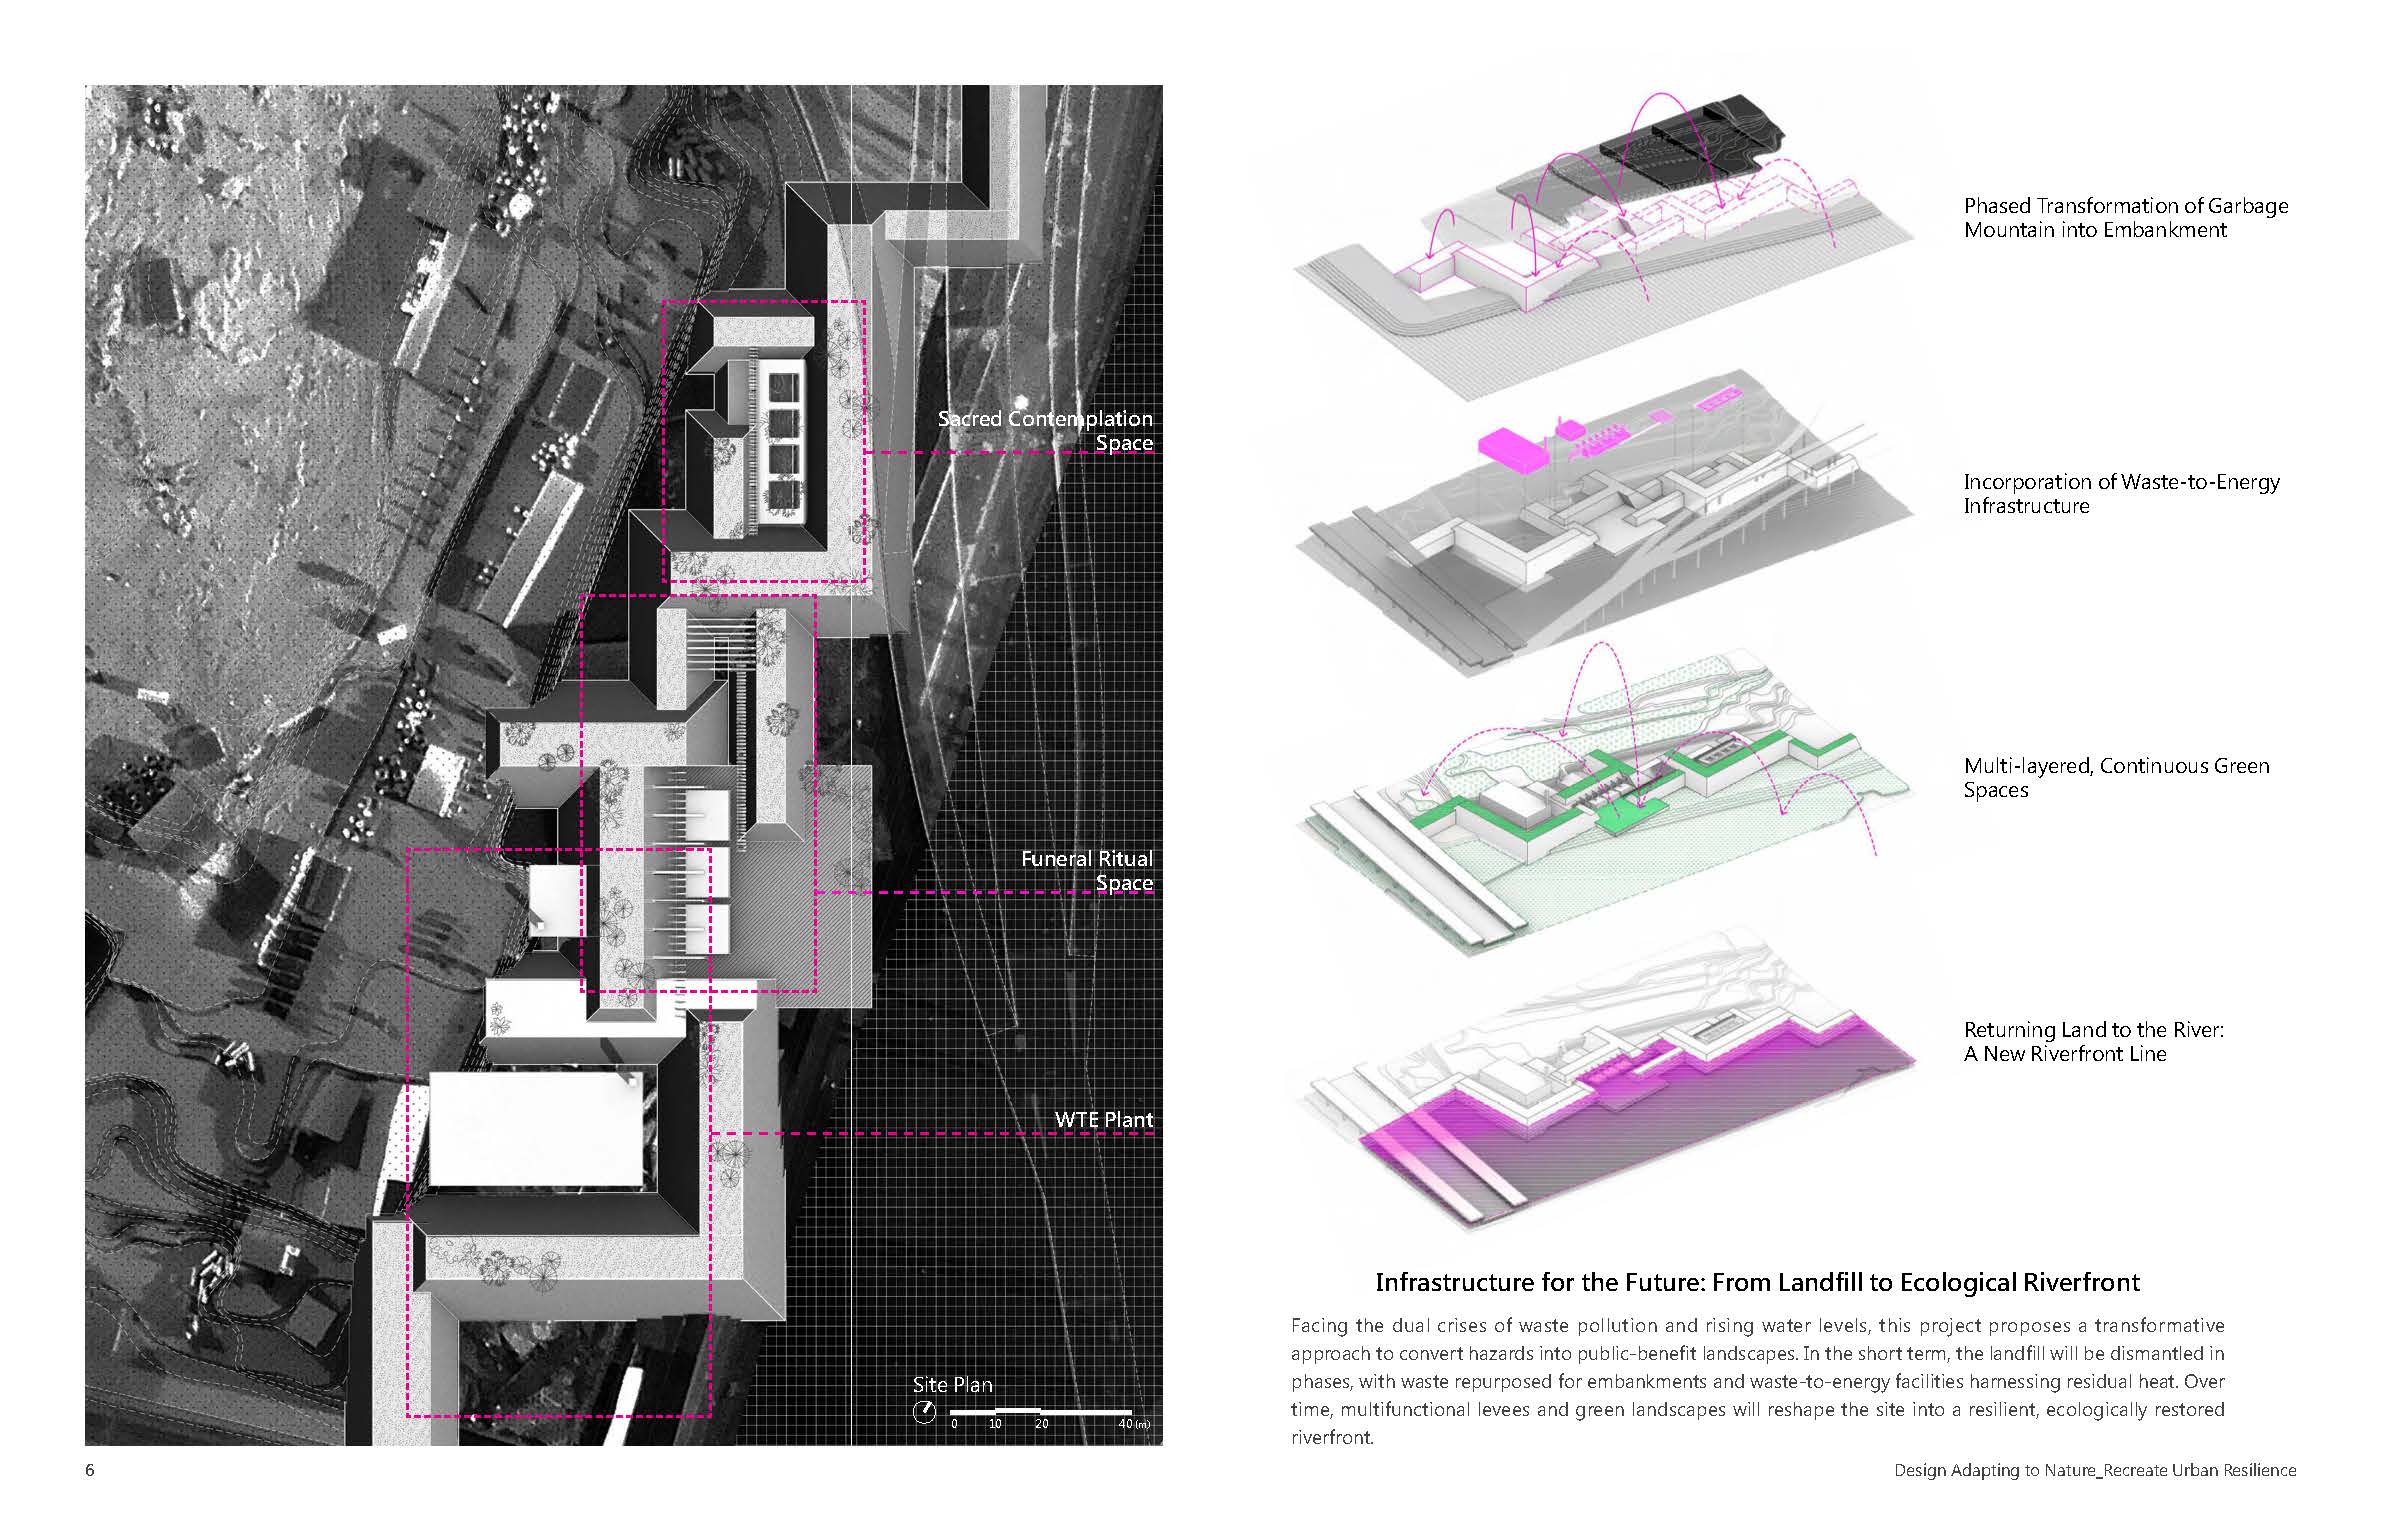 Sacred Contemplation
Space
Funeral Ritual
Space
WTE Plant
Site Plan
0 10 20 40 (m)
6
Phased Transformation of Garbage
Mountain into Embankment
Incorporation of Waste-to-Energy
Infrastructure
Multi-layered, Continuous Green
Spaces
Returning Land to the River:
A New Riverfront Line
Infrastructure for the Future: From Landfill to Ecological Riverfront
Facing the dual crises of waste pollution and rising water levels, this project proposes a transformative
approach to convert hazards into public-benefit landscapes. In the short term, the landfill will be dismantled in
phases, with waste repurposed for embankments and waste-to-energy facilities harnessing residual heat. Over
time, multifunctional levees and green landscapes will reshape the site into a resilient, ecologically restored
riverfront.
Design Adapting to Nature_Recreate Urban Resilience